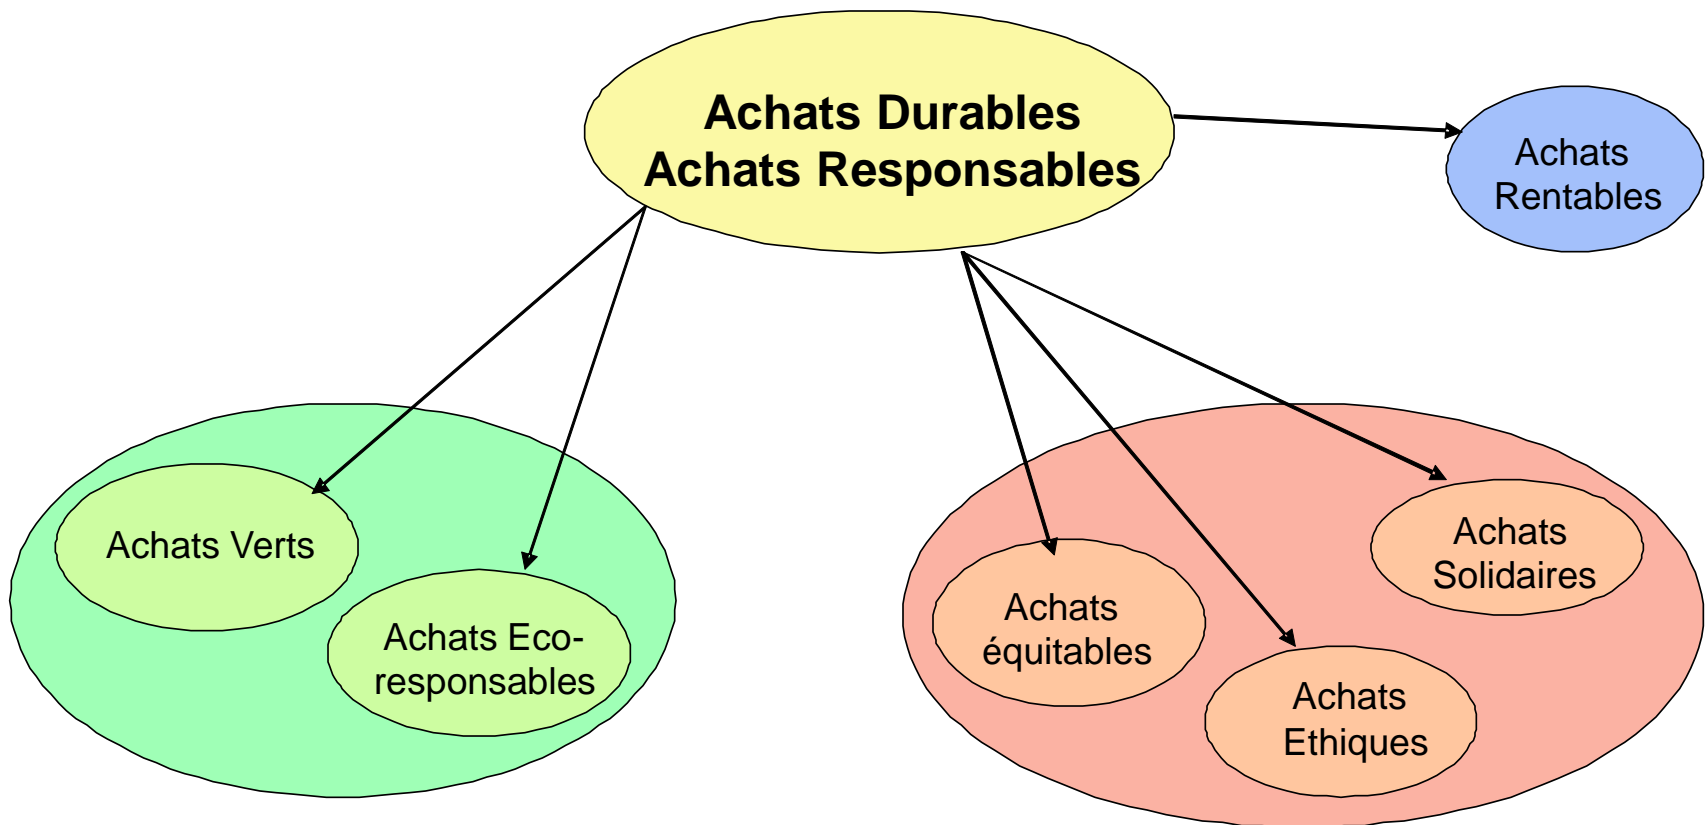 Achats Durables
Achats Responsables
Achats
Rentables
Achats Verts
Achats Eco-
responsables
Achats
équitables
Achats
Ethiques
Achats
Solidaires